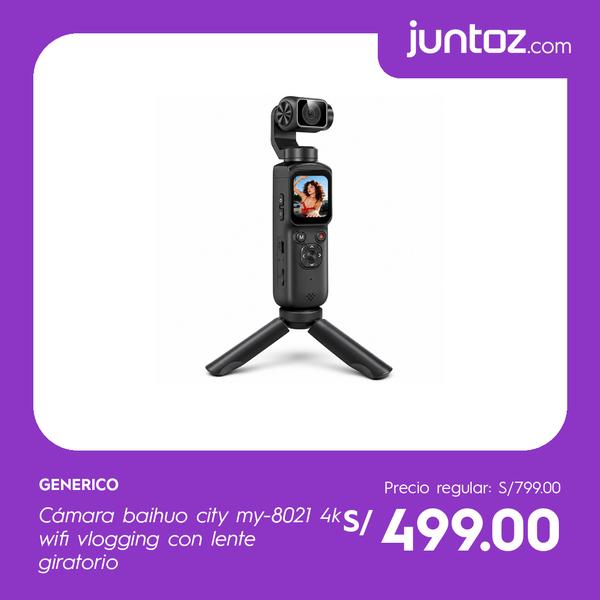 juntoz.com
GENERICO
Cámara baihuo city my-8021 4k
wifi vlogging con lente
giratorio
Precio regular: S/799.00
S/ 499.00